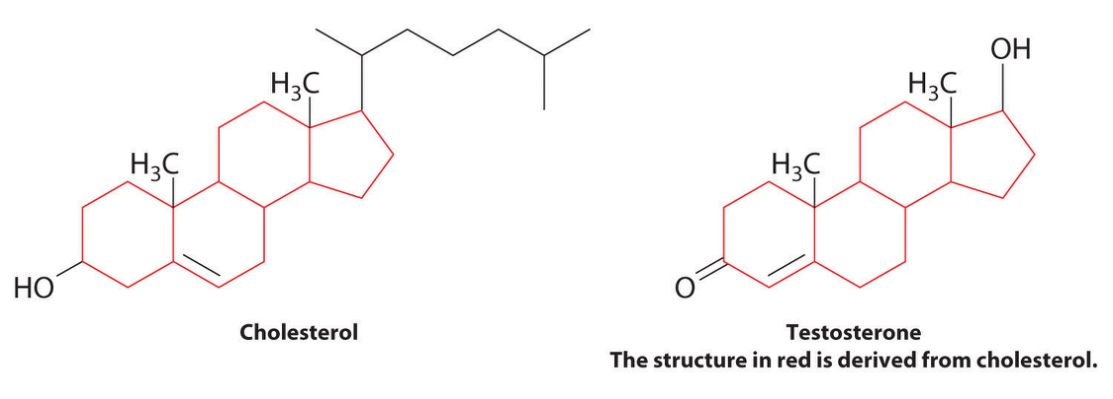 H₃C
H₃C
HO
Cholesterol
OH
H₃C
H₃C
O
Testosterone
The structure in red is derived from cholesterol.